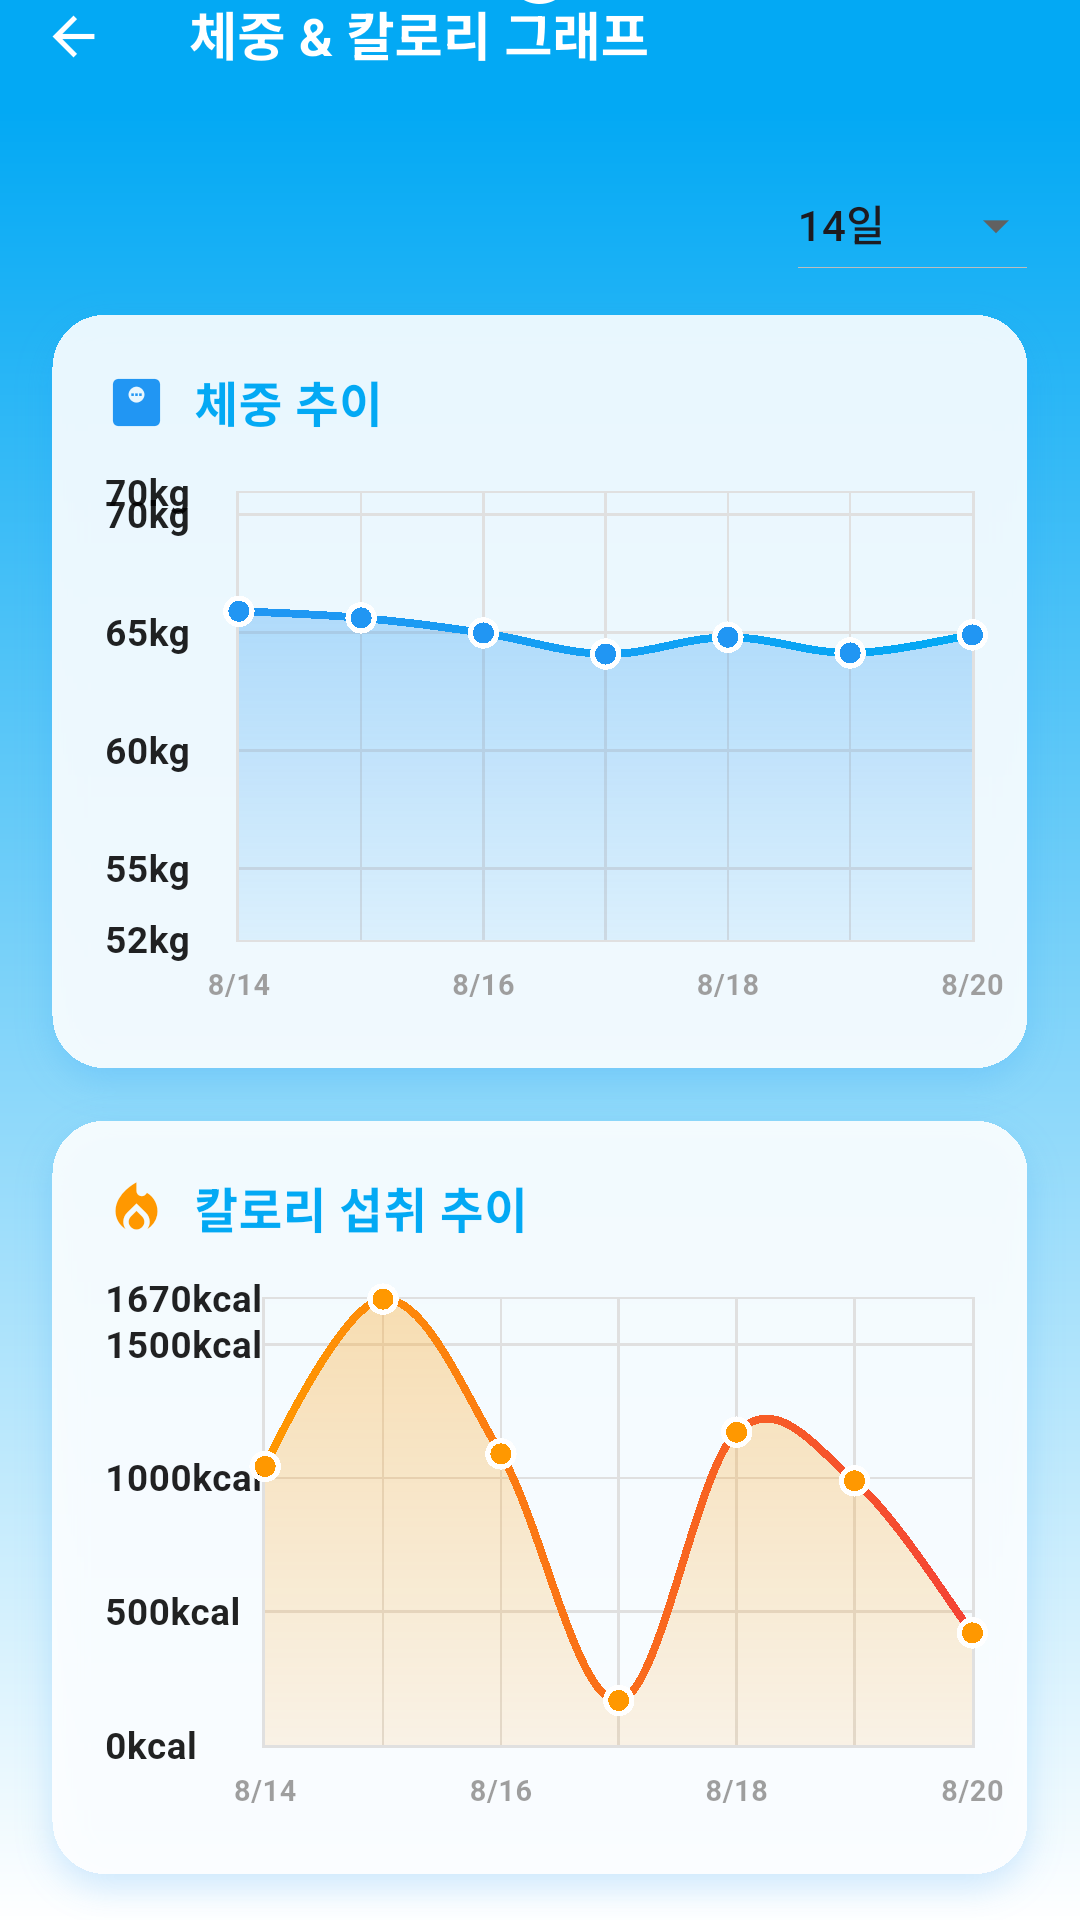 체중 & 칼로리 그래프
14일
체중 추이
70kg
70kg
65kg
60kg
55kg
52kg
8/14 8/16 8/18 8/20
칼로리 섭취 추이
1670kcal
1500kcal
1000kcal
500kcal
0kcal
8/14 8/16 8/18 8/20